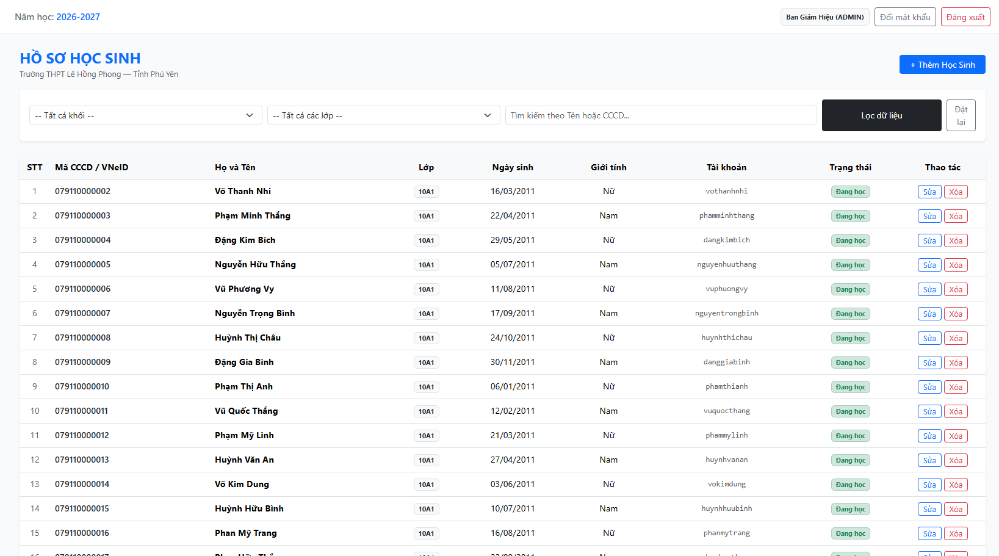 Năm học: 2026-2027
Ban Giám Hiệu (ADMIN)
Đổi mật khẩu
Đăng xuất
HỒ SƠ HỌC SINH
Trường THPT Lê Hồng Phong — Tỉnh Phú Yên
+ Thêm Học Sinh
-- Tất cả khối --
-- Tất cả các lớp --
Tìm kiếm theo Tên hoặc CCCD...
Lọc dữ liệu
Đặt
lại
STT Mã CCCD / VNeID Họ và Tên Lớp Ngày sinh Giới tính Tài khoản Trạng thái Thao tác
1 079110000002 Võ Thanh Nhi 10A1 16/03/2011 Nữ vothanhnhi Đang học Sửa Xóa
2 079110000003 Phạm Minh Thắng 10A1 22/04/2011 Nam phamminhthang Đang học Sửa Xóa
3 079110000004 Đặng Kim Bích 10A1 29/05/2011 Nữ dangkimbich Đang học Sửa Xóa
4 079110000005 Nguyễn Hữu Thắng 10A1 05/07/2011 Nam nguyenhuuthang Đang học Sửa Xóa
5 079110000006 Vũ Phương Vy 10A1 11/08/2011 Nữ vuphuongvy Đang học Sửa Xóa
6 079110000007 Nguyễn Trọng Bình 10A1 17/09/2011 Nam nguyentrongbinh Đang học Sửa Xóa
7 079110000008 Huỳnh Thị Châu 10A1 24/10/2011 Nữ huynhthichau Đang học Sửa Xóa
8 079110000009 Đặng Gia Bình 10A1 30/11/2011 Nam danggiabinh Đang học Sửa Xóa
9 079110000010 Phạm Thị Anh 10A1 06/01/2011 Nữ phamthianh Đang học Sửa Xóa
10 079110000011 Vũ Quốc Thắng 10A1 12/02/2011 Nam vuquocthang Đang học Sửa Xóa
11 079110000012 Phạm Mỹ Linh 10A1 21/03/2011 Nữ phammylinh Đang học Sửa Xóa
12 079110000013 Huỳnh Văn An 10A1 27/04/2011 Nam huynhvanan Đang học Sửa Xóa
13 079110000014 Võ Kim Dung 10A1 03/06/2011 Nữ vokimdung Đang học Sửa Xóa
14 079110000015 Huỳnh Hữu Bình 10A1 10/07/2011 Nam huynhhuubinh Đang học Sửa Xóa
15 079110000016 Phan Mỹ Trang 10A1 16/08/2011 Nữ phanmytrang Đang học Sửa Xóa